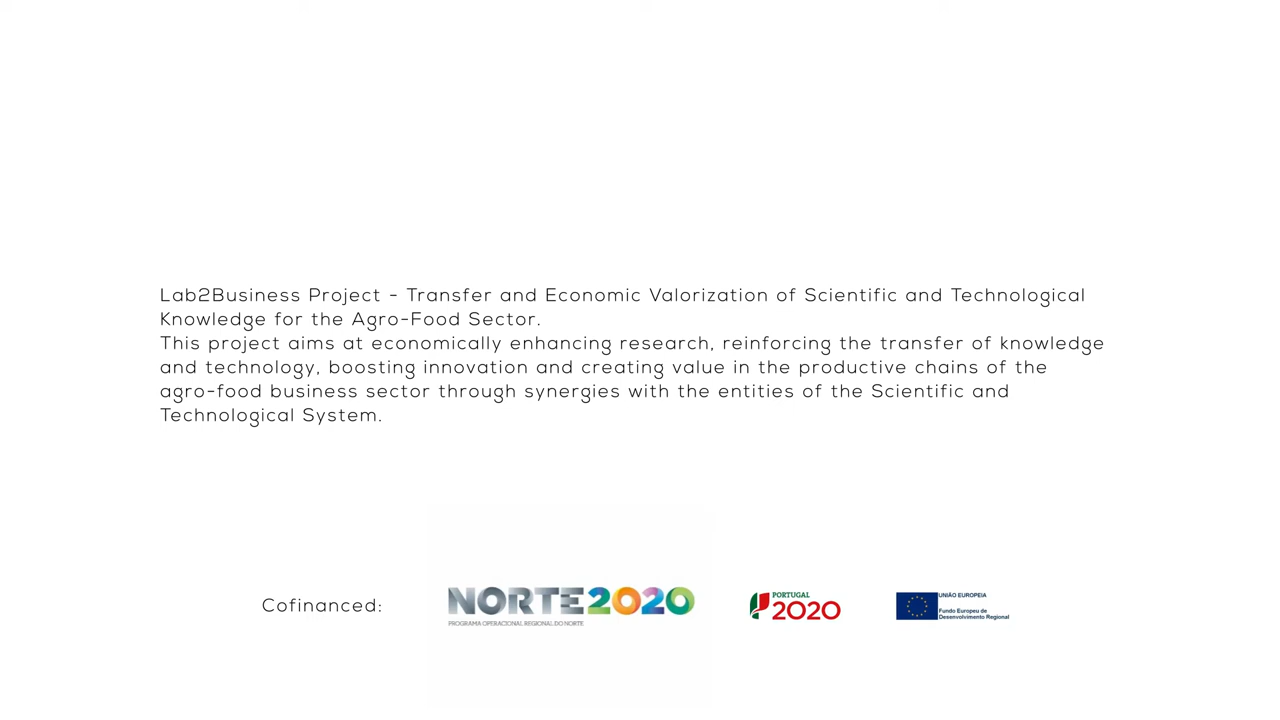 Lab2Business Project - Transfer and Economic Valorization of Scientific and Technological
Knowledge for the Agro-Food Sector.
This project aims at economically enhancing research, reinforcing the transfer of knowledge
and technology, boosting innovation and creating value in the productive chains of the
agro-food business sector through synergies with the entities of the Scientific and
Technological System.
Cofinanced:
NORTE2020
PROGRAMA OPERACIONAL REGIONAL DO NORTE
PORTUGAL
2020
UNIÃO EUROPEIA
Fundo Europeu de
Desenvolvimento Regional